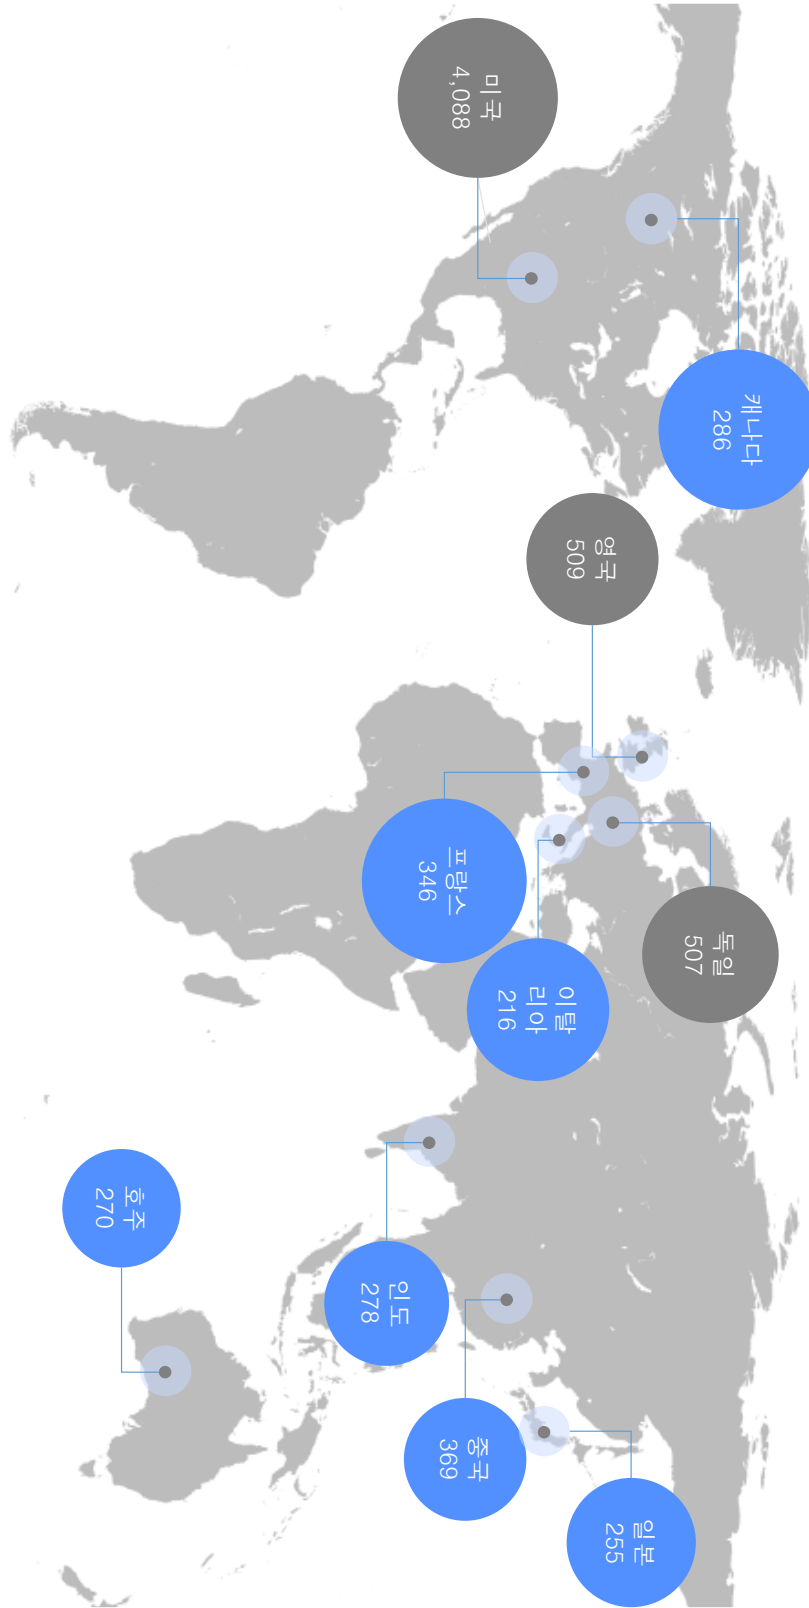 미국
4,088
캐나다
286
영국
509
프랑스
346
독일
507
이탈
리아
216
호주
270
인도
278
중국
369
일본
255